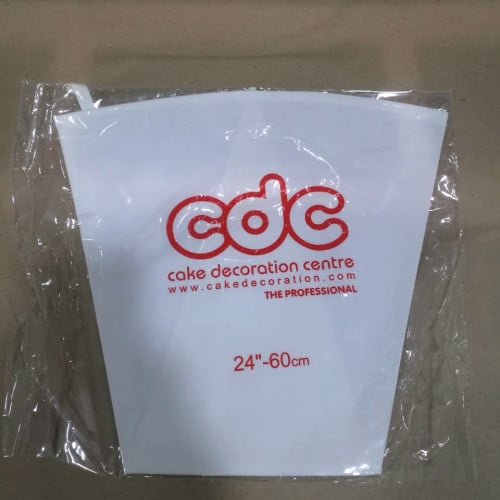 cdc
cake decoration centre
www.cakedecoration.com
THE PROFESSIONAL
24"-60cm